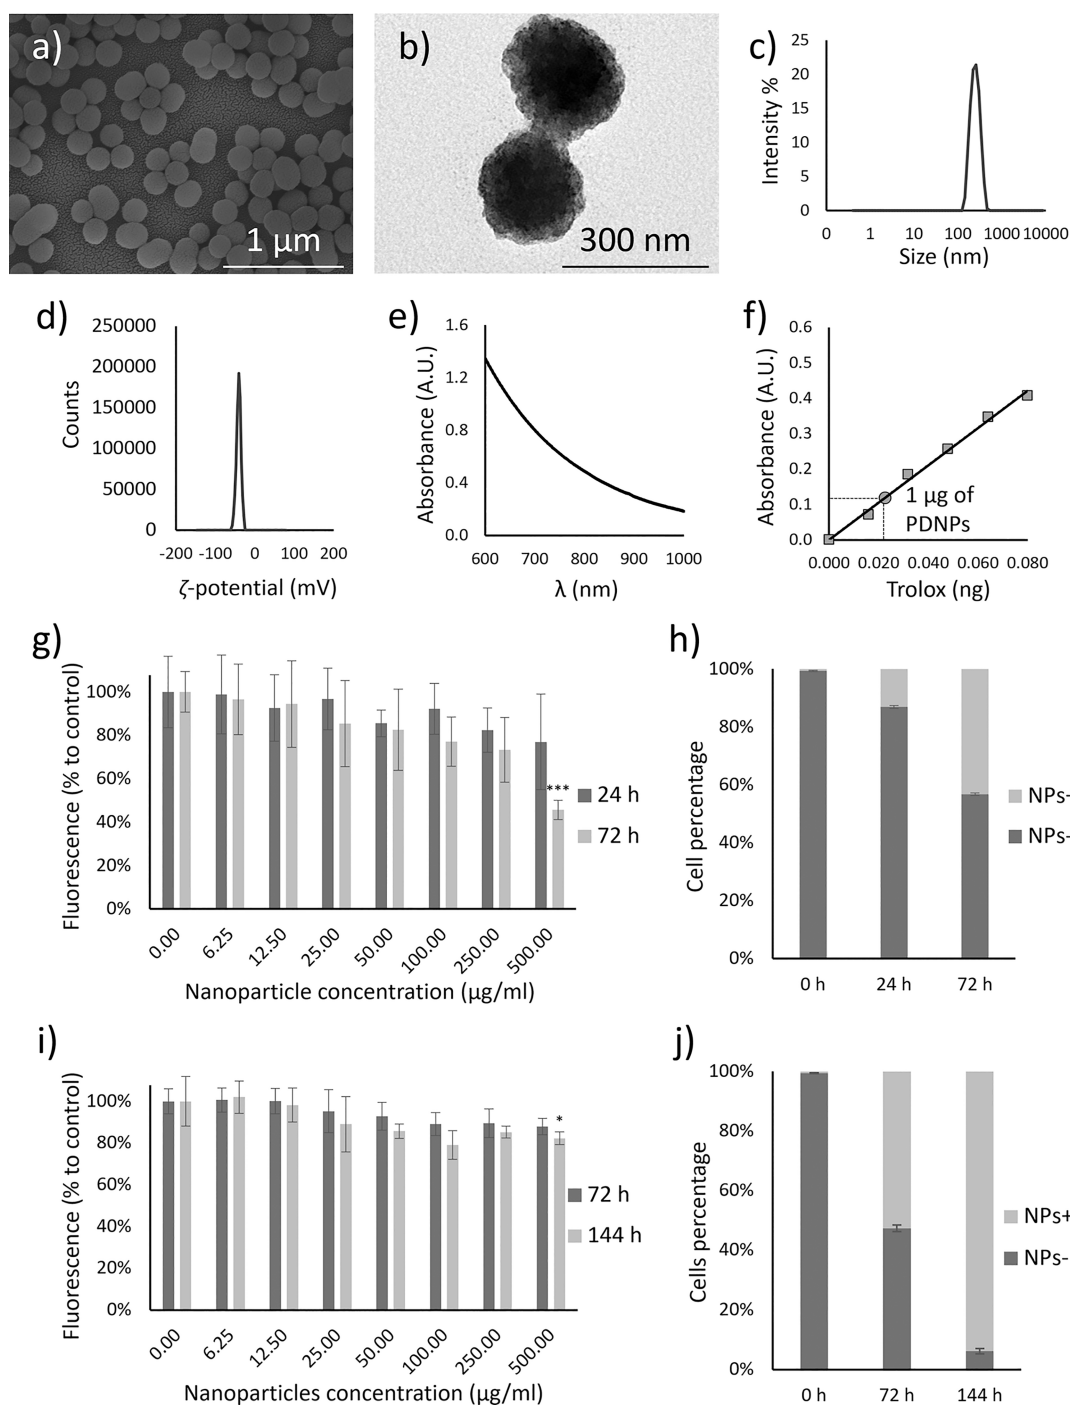 a)
1 µm
b)
300 nm
c)
Intensity %
25
20
15
10
5
0
0 1 10 100 1000 10000
Size (nm)
d)
Counts
250000
200000
150000
100000
50000
0
-200 -100 0 100 200
ζ-potential (mV)
e)
Absorbance (A.U.)
1.6
1.2
0.8
0.4
0.0
600 700 800 900 1000
λ (nm)
f)
Absorbance (A.U.)
0.6
0.5
0.4
0.3
0.2
0.1
0.0
1 µg of
PDNPs
0.000 0.020 0.040 0.060 0.080
Trolox (ng)
g)
Fluorescence (% to control)
100%
80%
60%
40%
20%
0%
***
24 h
72 h
0.00 6.25 12.50 25.00 50.00 100.00 250.00 500.00
Nanoparticle concentration (µg/ml)
h)
Cell percentage
100%
80%
60%
40%
20%
0%
NPs-
NPs-
0 h 24 h 72 h
i)
Fluorescence (% to control)
100%
80%
60%
40%
20%
0%
*
72 h
144 h
0.00 6.25 12.50 25.00 50.00 100.00 250.00 500.00
Nanoparticles concentration (µg/ml)
j)
Cells percentage
100%
80%
60%
40%
20%
0%
NPs+
NPs-
0 h 72 h 144 h